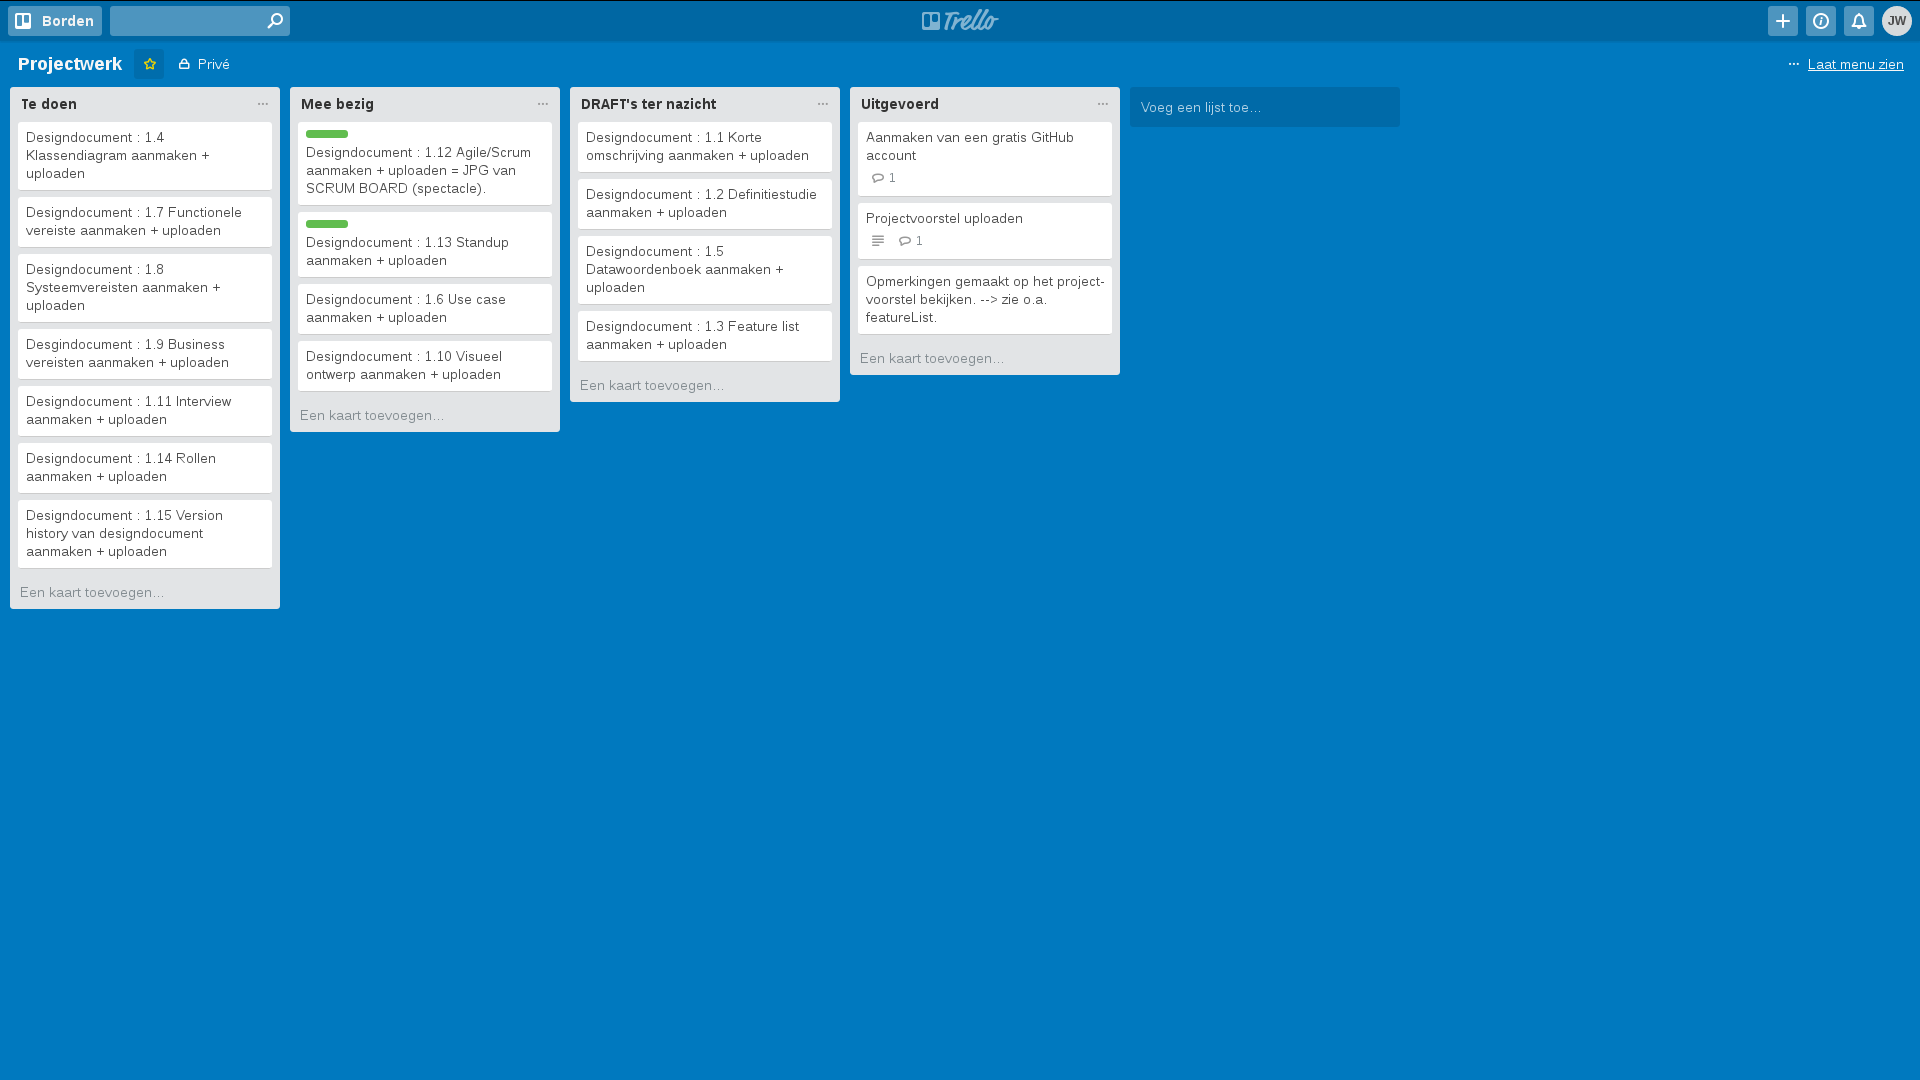 Borden
Trello
JW
Projectwerk
Privé
Laat menu zien
Te doen
Designdocument : 1.4
Klassendiagram aanmaken +
uploaden
Designdocument : 1.7 Functionele
vereiste aanmaken + uploaden
Designdocument : 1.8
Systeemvereisten aanmaken +
uploaden
Desgindocument : 1.9 Business
vereisten aanmaken + uploaden
Designdocument : 1.11 Interview
aanmaken + uploaden
Designdocument : 1.14 Rollen
aanmaken + uploaden
Designdocument : 1.15 Version
history van designdocument
aanmaken + uploaden
Een kaart toevoegen...
Mee bezig
Designdocument : 1.12 Agile/Scrum
aanmaken + uploaden = JPG van
SCRUM BOARD (spectacle).
Designdocument : 1.13 Standup
aanmaken + uploaden
Designdocument : 1.6 Use case
aanmaken + uploaden
Designdocument : 1.10 Visueel
ontwerp aanmaken + uploaden
Een kaart toevoegen...
DRAFT's ter nazicht
Designdocument : 1.1 Korte
omschrijving aanmaken + uploaden
Designdocument : 1.2 Definitiestudie
aanmaken + uploaden
Designdocument : 1.5
Datawoordenboek aanmaken +
uploaden
Designdocument : 1.3 Feature list
aanmaken + uploaden
Een kaart toevoegen...
Uitgevoerd
Aanmaken van een gratis GitHub
account
1
Projectvoorstel uploaden
1
Opmerkingen gemaakt op het project-
voorstel bekijken. --> zie o.a.
featureList.
Een kaart toevoegen...
Voeg een lijst toe...